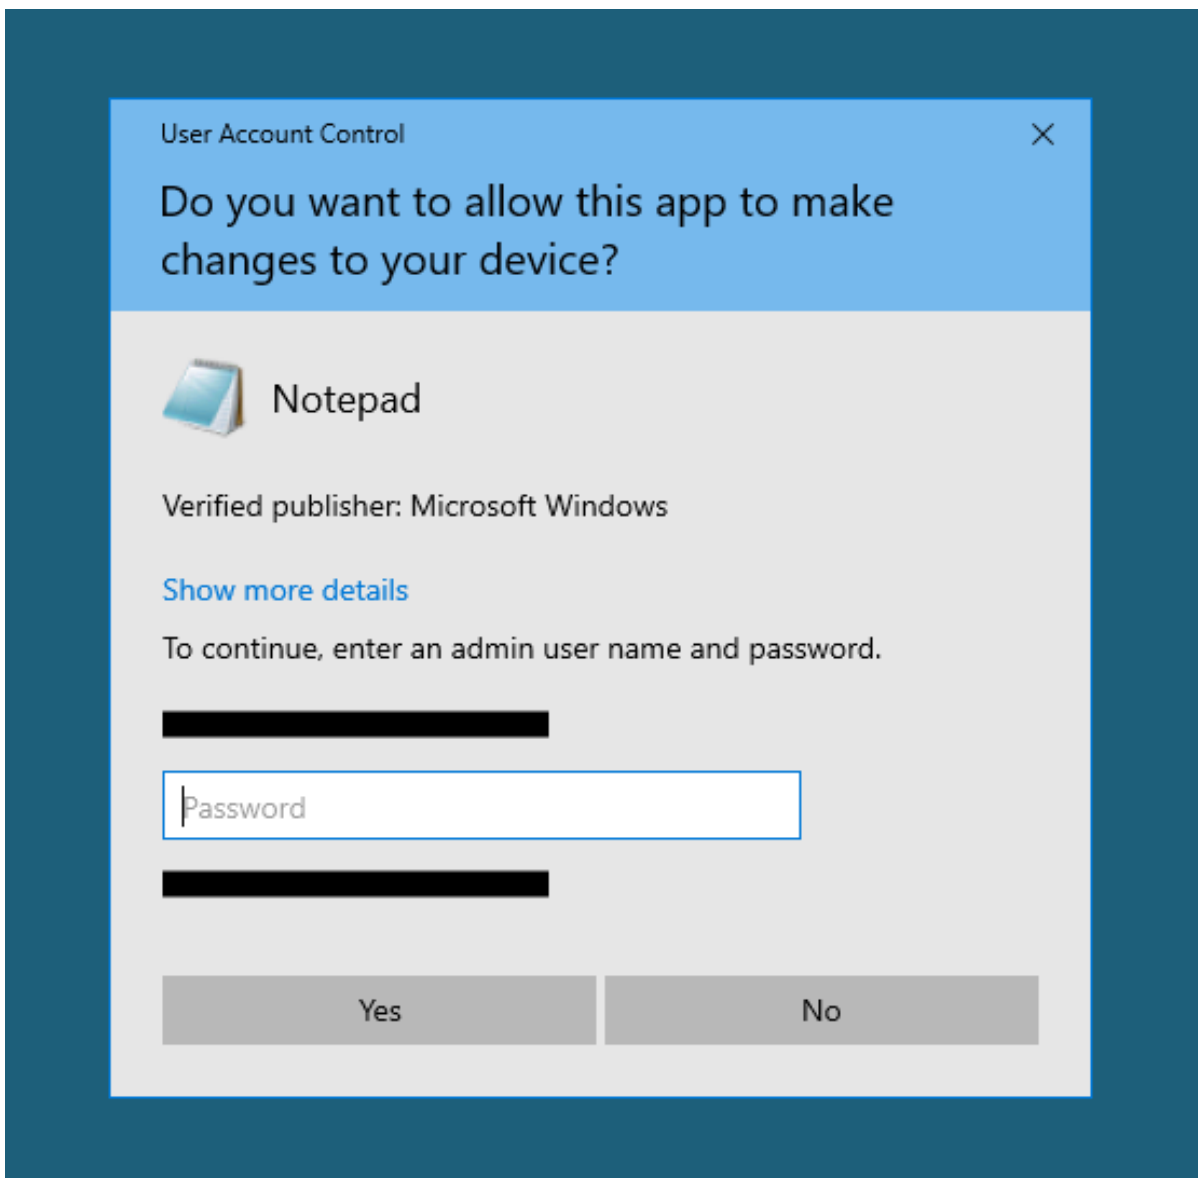 User Account Control
Do you want to allow this app to make
changes to your device?
Notepad
Verified publisher: Microsoft Windows
Show more details
To continue, enter an admin user name and password.
Password
Yes
No